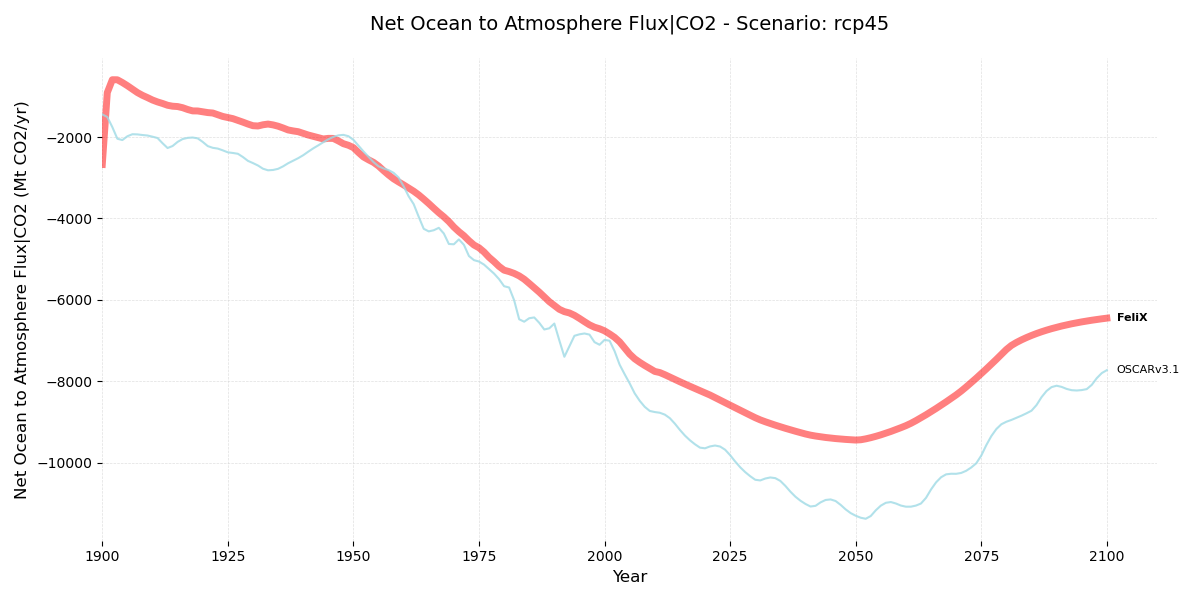 Net Ocean to Atmosphere Flux|CO2 - Scenario: rcp45
Net Ocean to Atmosphere Flux|CO2 (Mt CO2/yr)
−2000
−4000
−6000
−8000
−10000
FeliX
OSCARv3.1
1900 1925 1950 1975 2000 2025 2050 2075 2100
Year